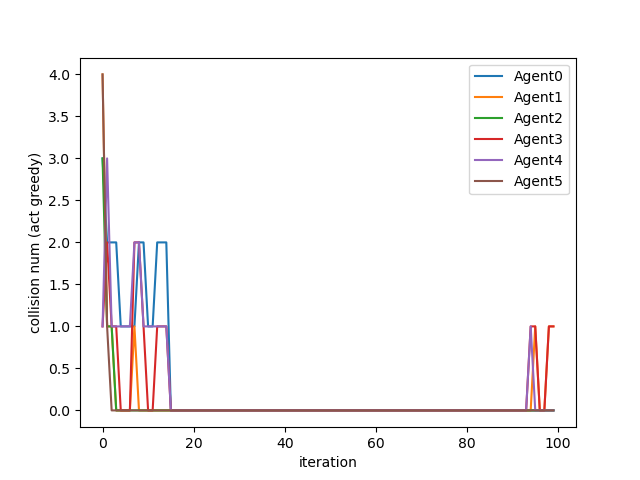 4.0
3.5
3.0
2.5
2.0
1.5
1.0
0.5
0.0
collision num (act greedy)
Agent0
Agent1
Agent2
Agent3
Agent4
Agent5
0 20 40 60 80 100
iteration